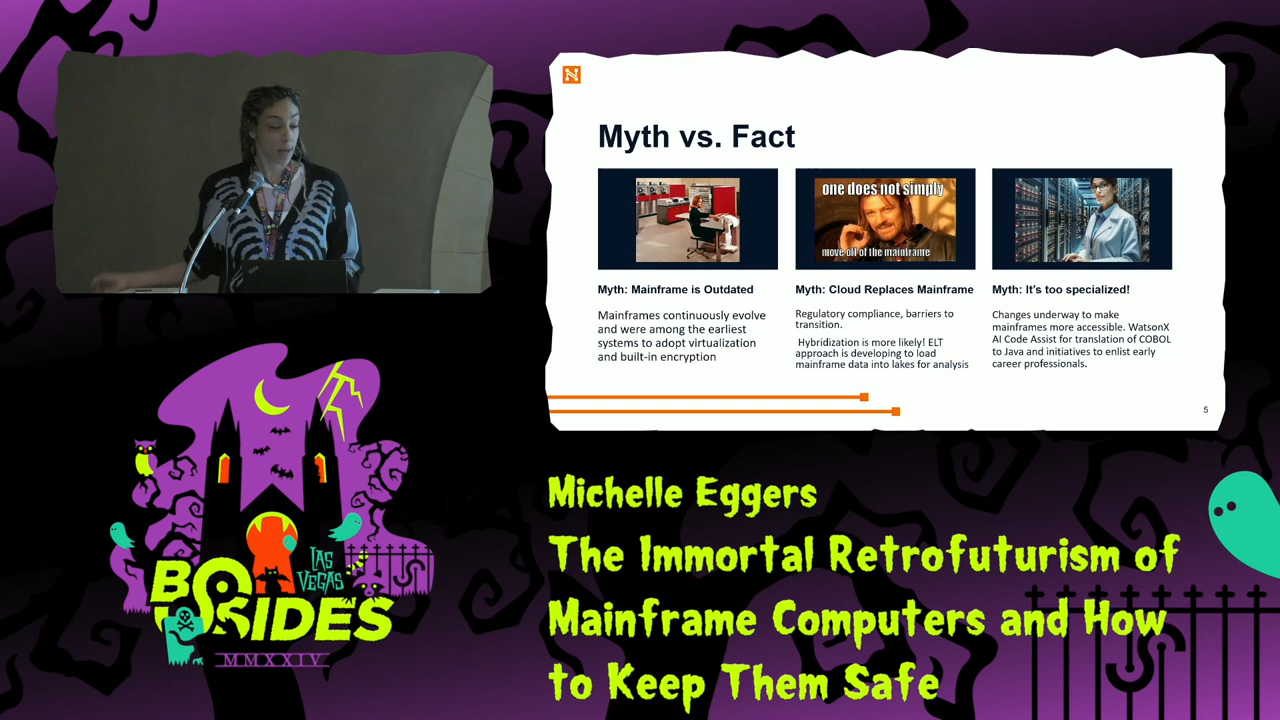 Myth vs. Fact
one does not simply
move off of the mainframe
Myth: Mainframe is Outdated
Mainframes continuously evolve
and were among the earliest
systems to adopt virtualization
and built-in encryption
Myth: Cloud Replaces Mainframe
Regulatory compliance, barriers to
transition.
Hybridization is more likely! ELT
approach is developing to load
mainframe data into lakes for analysis
Myth: It's too specialized!
Changes underway to make
mainframes more accessible. WatsonX
AI Code Assist for translation of COBOL
to Java and initiatives to enlist early
career professionals.
5
LAS
VEGAS
BSIDES
MMXXIV
Michelle Eggers
The Immortal Retrofuturism of
Mainframe Computers and How
to Keep Them Safe